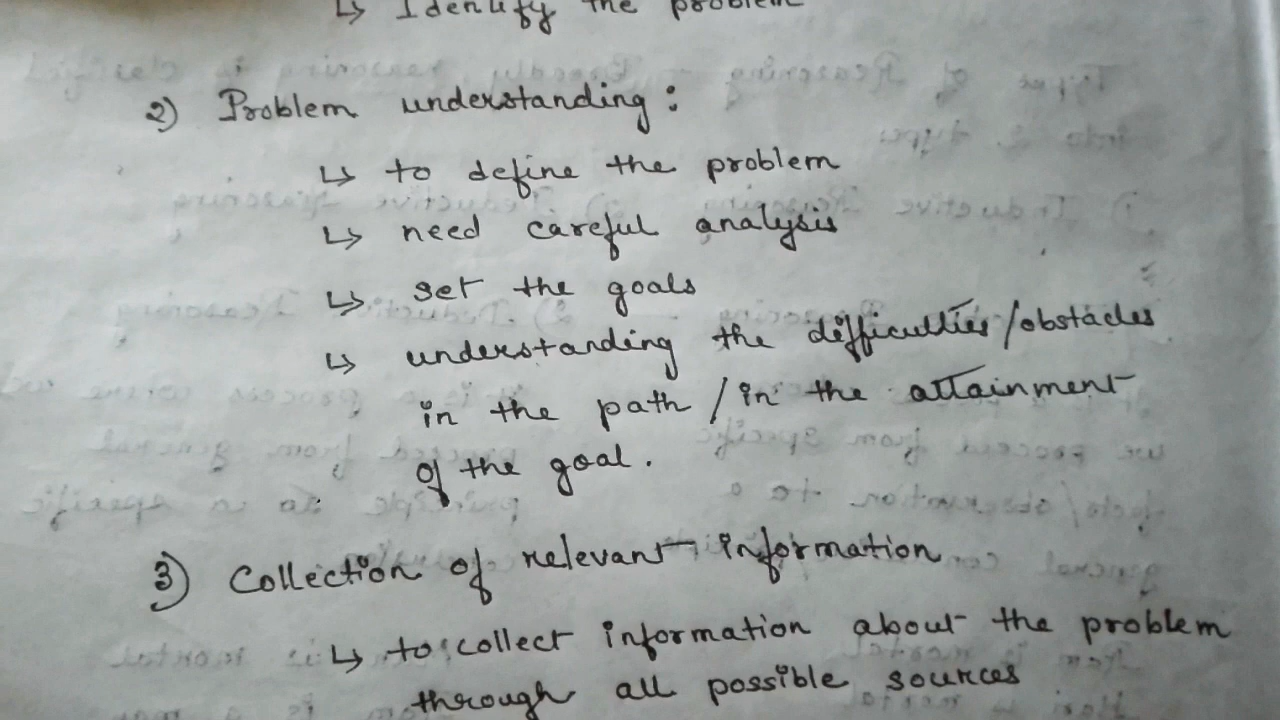 ↳ Identify the problem
2) Problem understanding :
↳ to define the problem
↳ need careful analysis
↳ set the goals
↳ understanding the difficulties/obstacles
in the path / in the attainment
of the goal.
3) Collection of relevant information
↳ to collect information about the problem
through all possible sources